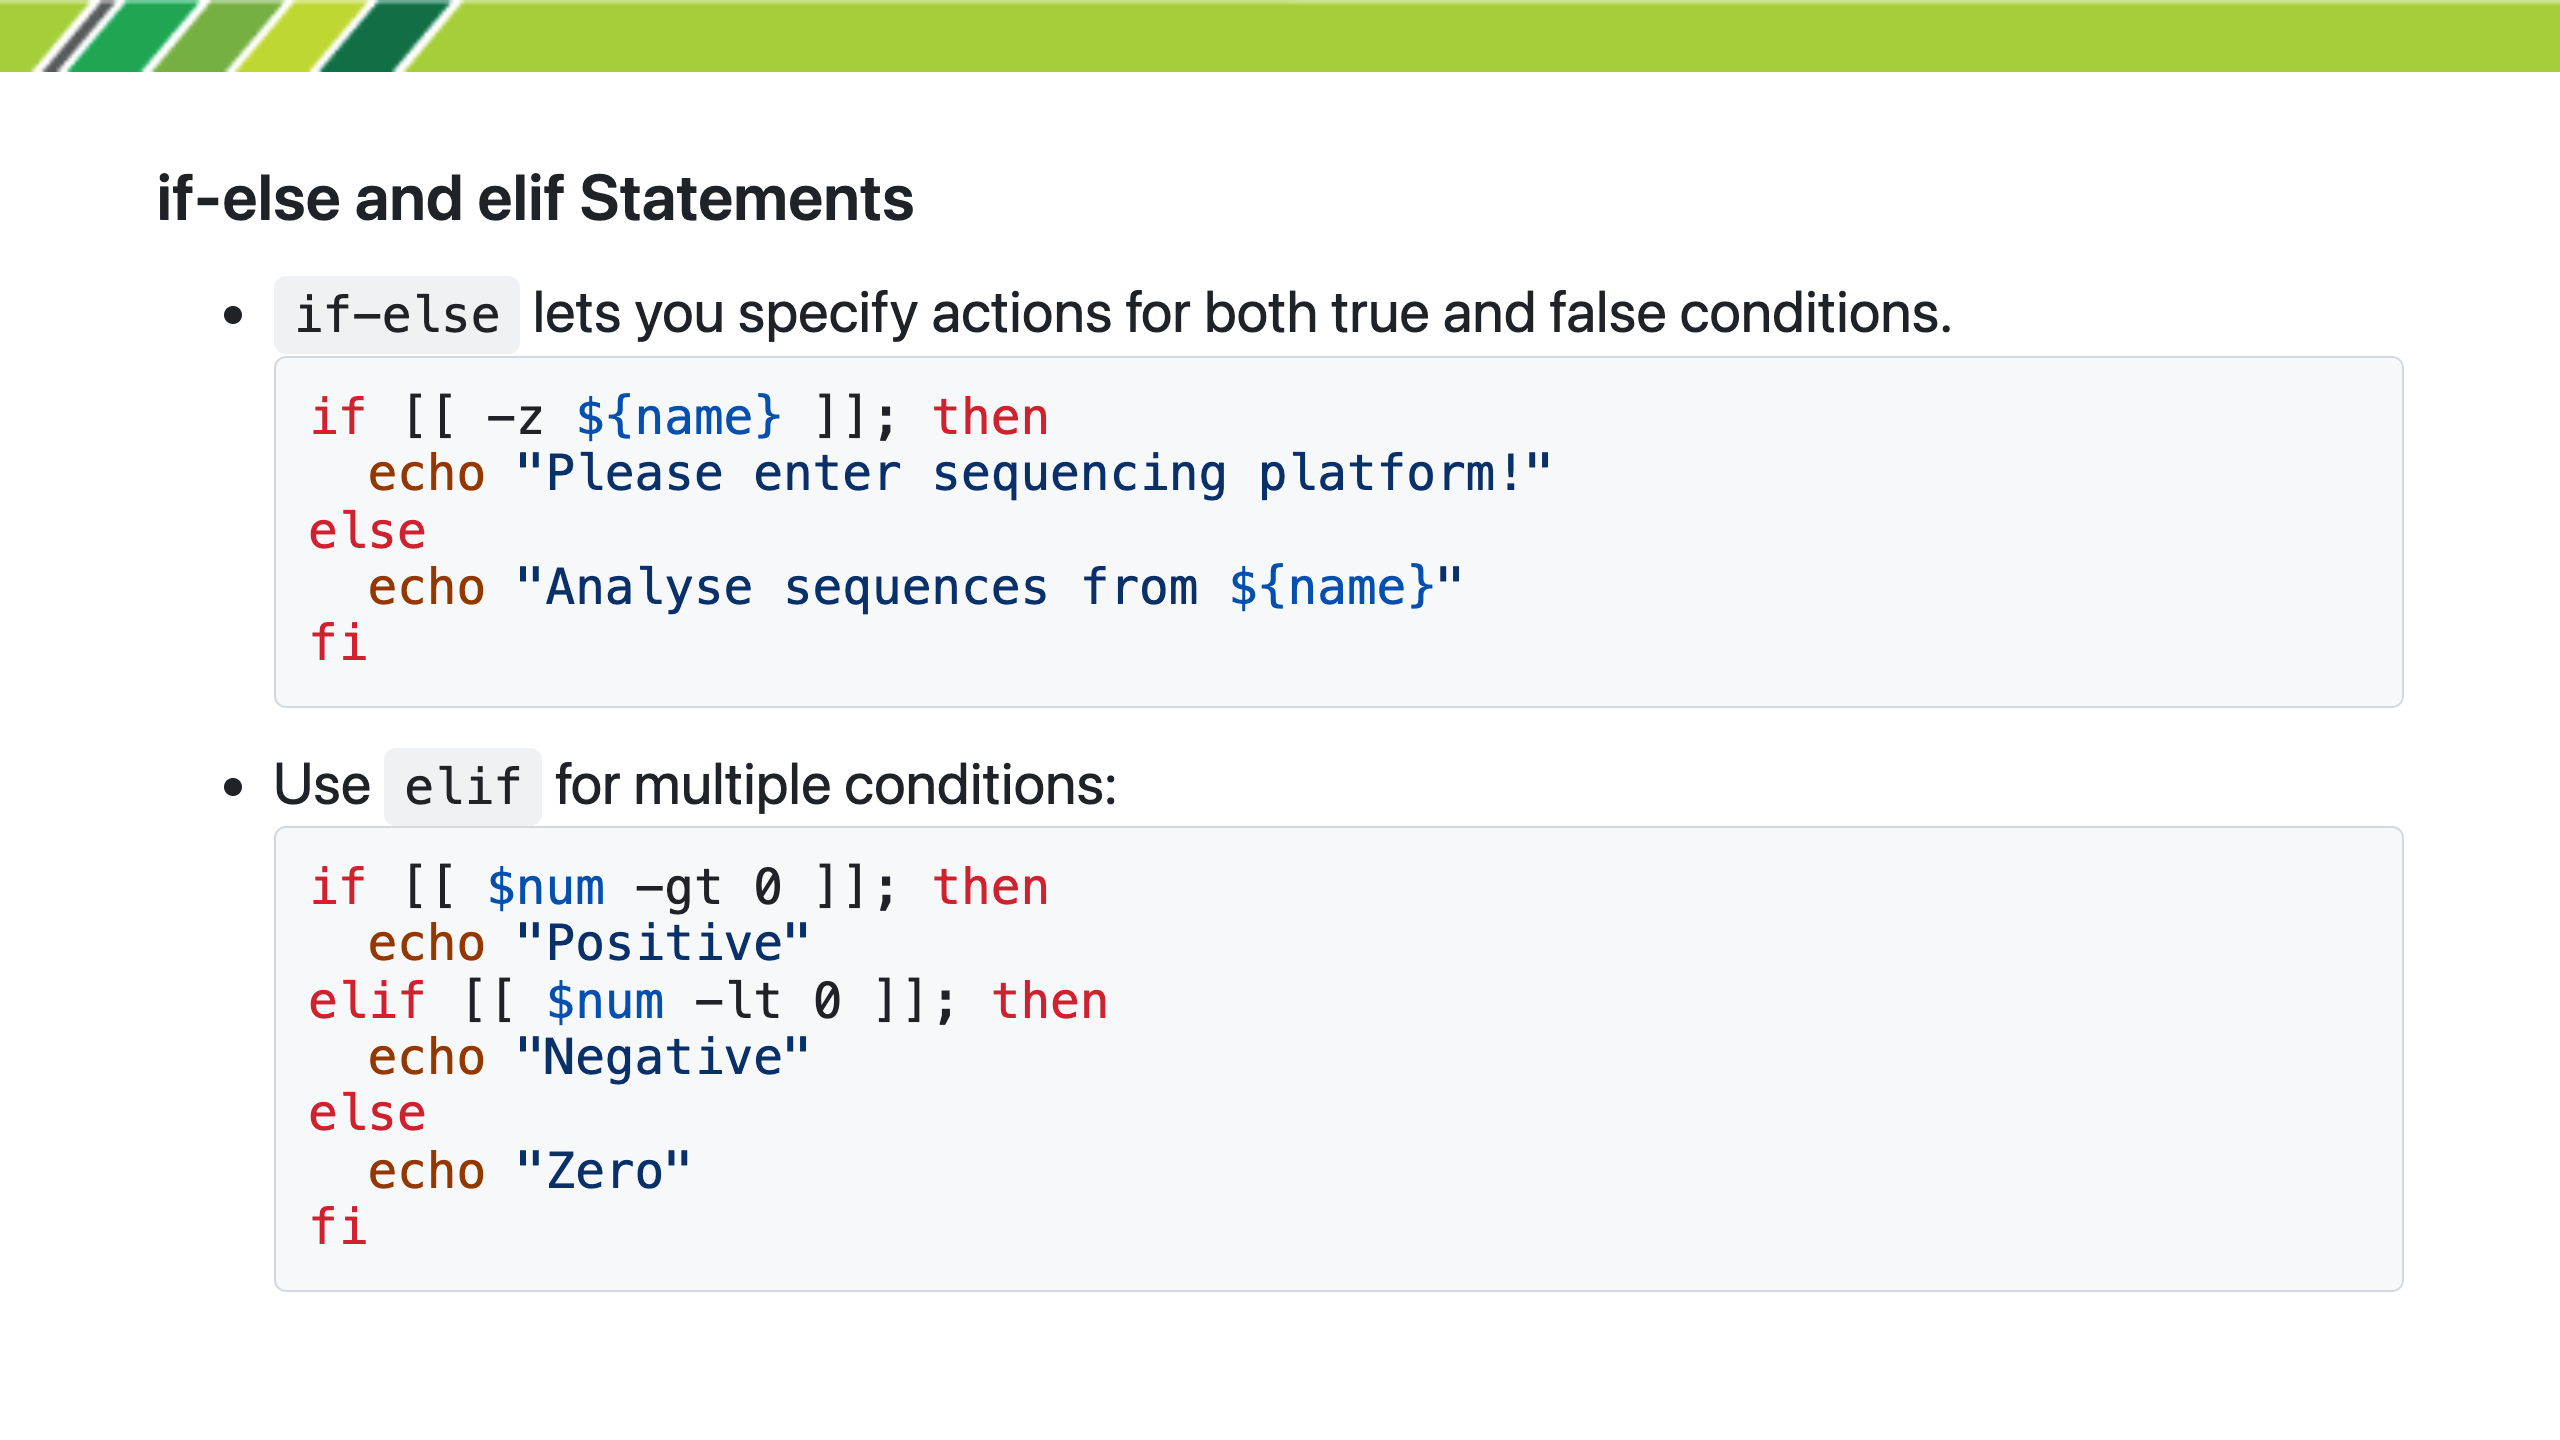 if-else and elif Statements
• if-else lets you specify actions for both true and false conditions.
if [[ -z ${name} ]]; then
  echo "Please enter sequencing platform!"
else
  echo "Analyse sequences from ${name}"
fi
• Use elif for multiple conditions:
if [[ $num -gt 0 ]]; then
  echo "Positive"
elif [[ $num -lt 0 ]]; then
  echo "Negative"
else
  echo "Zero"
fi